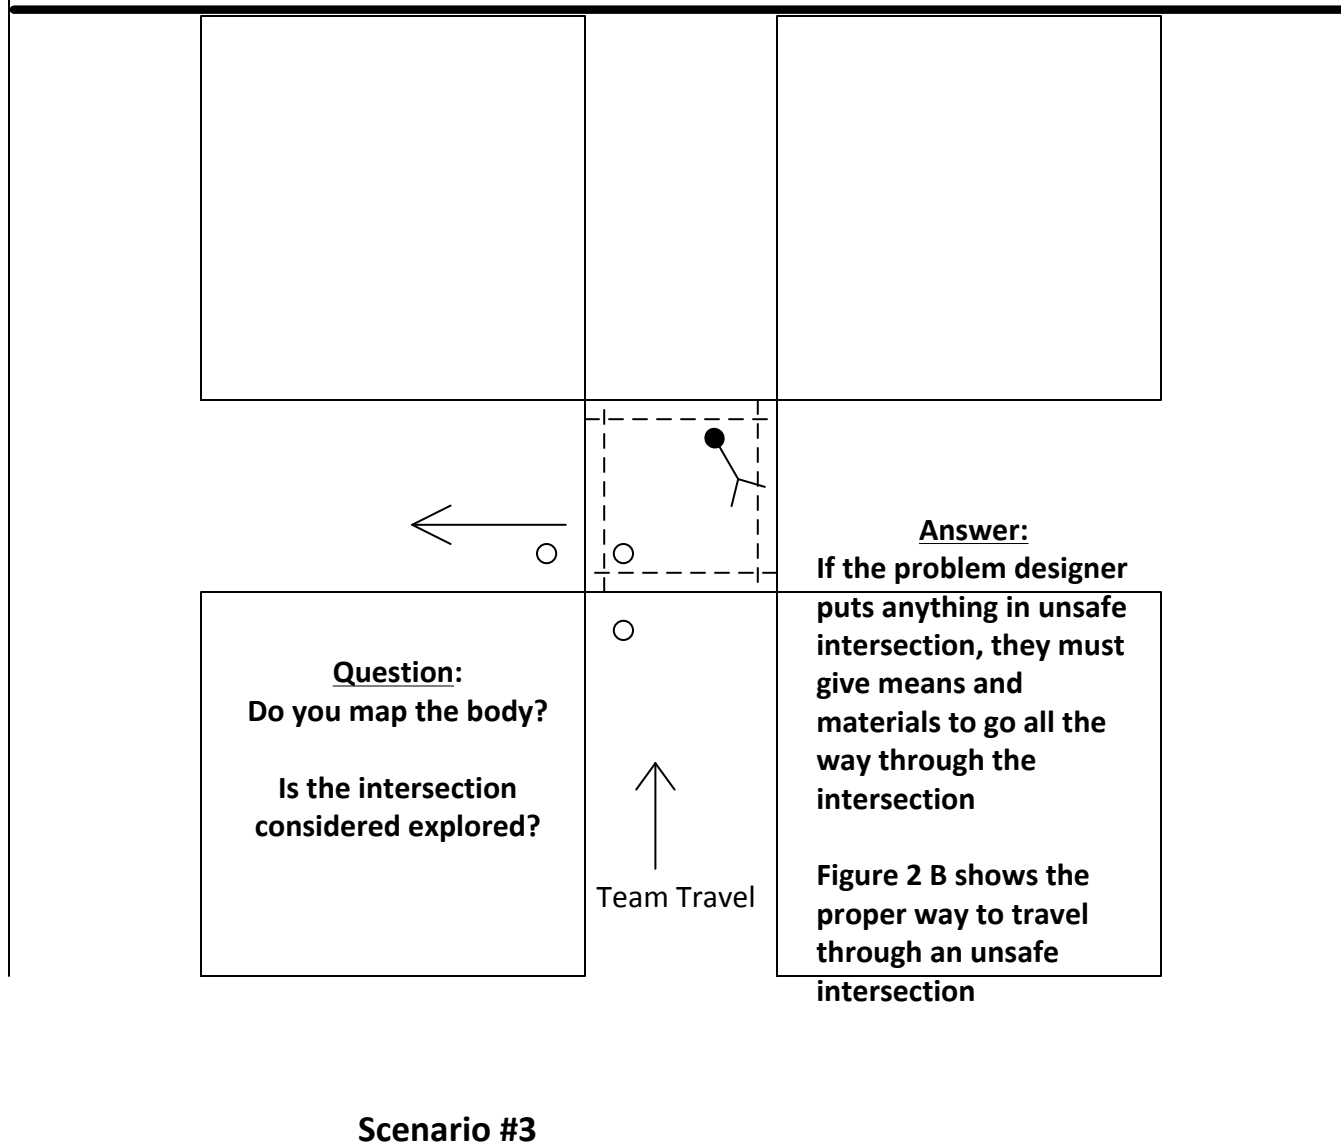 Question:
Do you map the body?
Is the intersection
considered explored?
Team Travel
Answer:
If the problem designer
puts anything in unsafe
intersection, they must
give means and
materials to go all the
way through the
intersection
Figure 2 B shows the
proper way to travel
through an unsafe
intersection
Scenario #3